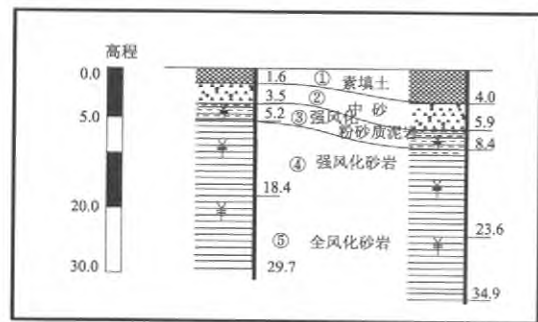 高程
0.0
5.0
20.0
30.0
1.6 ① 素填土 4.0
3.5 ② 中 砂 5.9
5.2 ③ 强风化
粉砂质泥岩 8.4
④ 强风化砂岩
18.4
23.6
⑤ 全风化砂岩
29.7
34.9